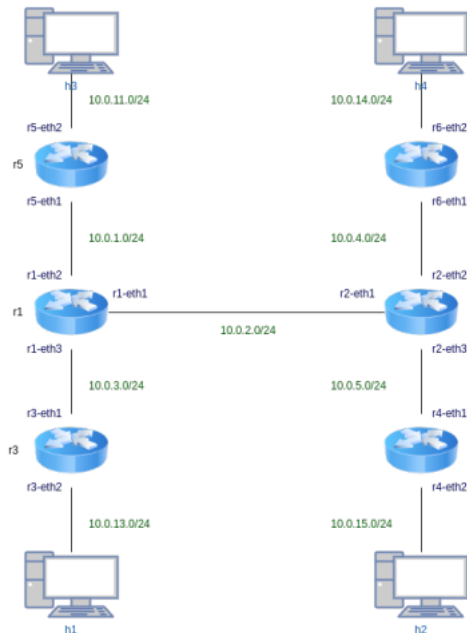 h3 h4
10.0.11.0/24 10.0.14.0/24
r5-eth2 r6-eth2
r5
r5-eth1 r6-eth1
10.0.1.0/24 10.0.4.0/24
r1-eth2 r2-eth2
r1-eth1 r2-eth1
r1
10.0.2.0/24
r1-eth3 r2-eth3
10.0.3.0/24 10.0.5.0/24
r3-eth1 r4-eth1
r3
r3-eth2 r4-eth2
10.0.13.0/24 10.0.15.0/24
h1 h2